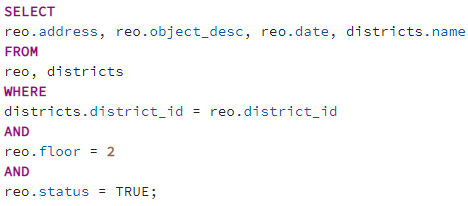 SELECT
reo.address, reo.object_desc, reo.date, districts.name
FROM
reo, districts
WHERE
districts.district_id = reo.district_id
AND
reo.floor = 2
AND
reo.status = TRUE;